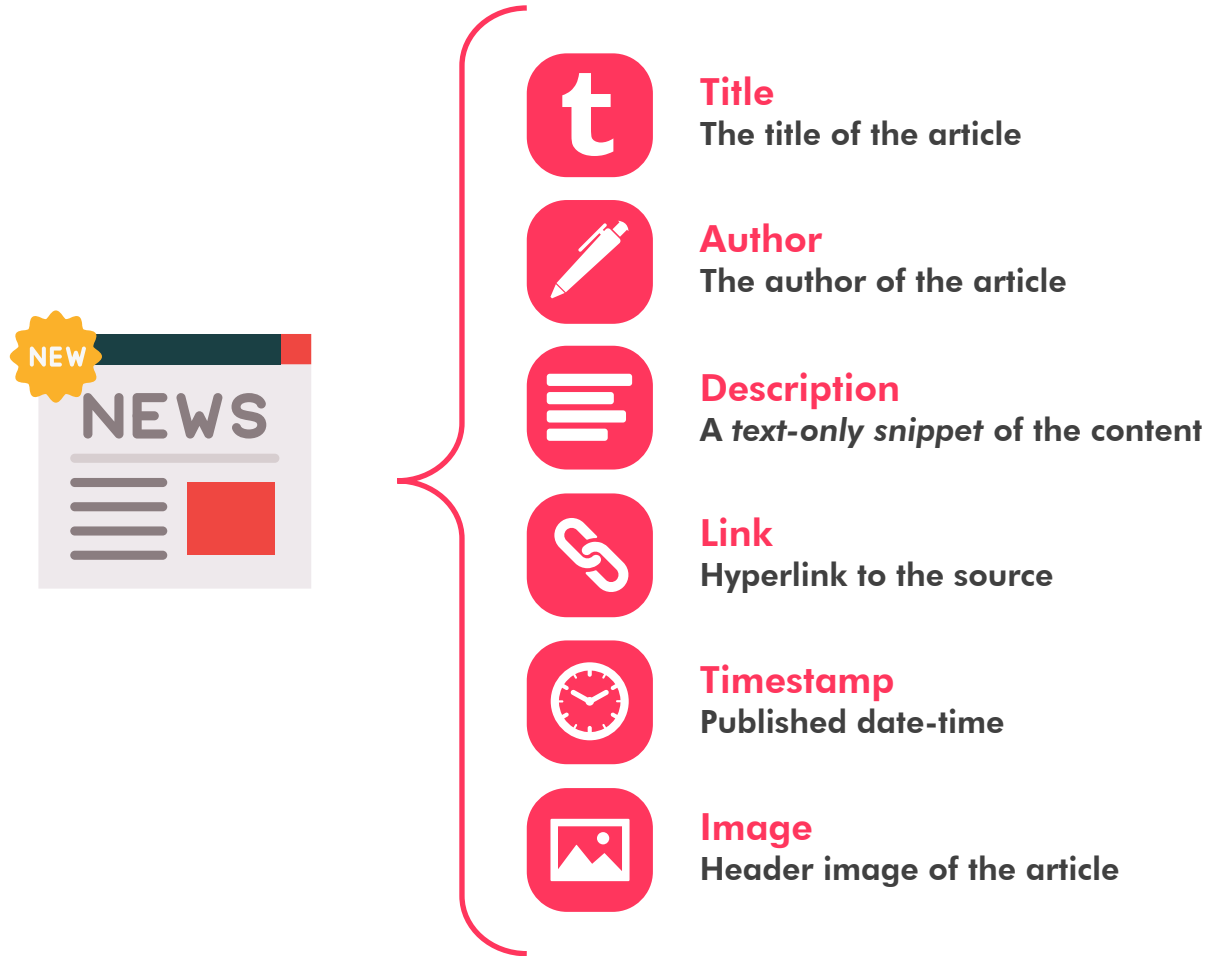 NEW
NEWS
t
Title
The title of the article
Author
The author of the article
Description
A text-only snippet of the content
Link
Hyperlink to the source
Timestamp
Published date-time
Image
Header image of the article